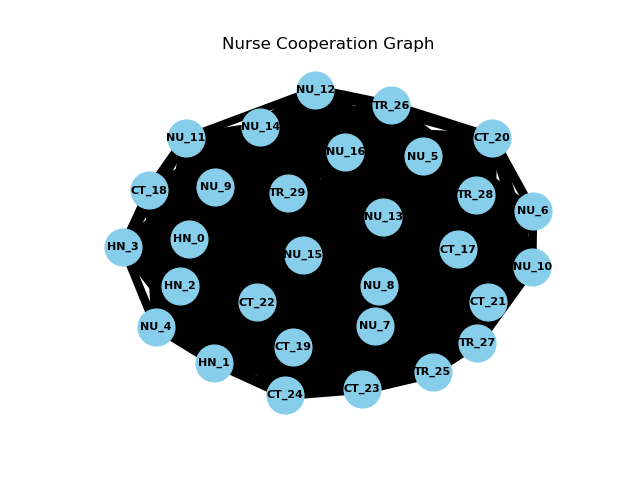 Nurse Cooperation Graph
NU_12
TR_26
NU_14
NU_11
CT_20
NU_16
NU_5
NU_9
CT_18
TR_29
TR_28
NU_6
NU_13
HN_0
HN_3
CT_17
NU_15
NU_10
HN_2
NU_8
CT_22
CT_21
NU_4
NU_7
TR_27
CT_19
HN_1
TR_25
CT_23
CT_24